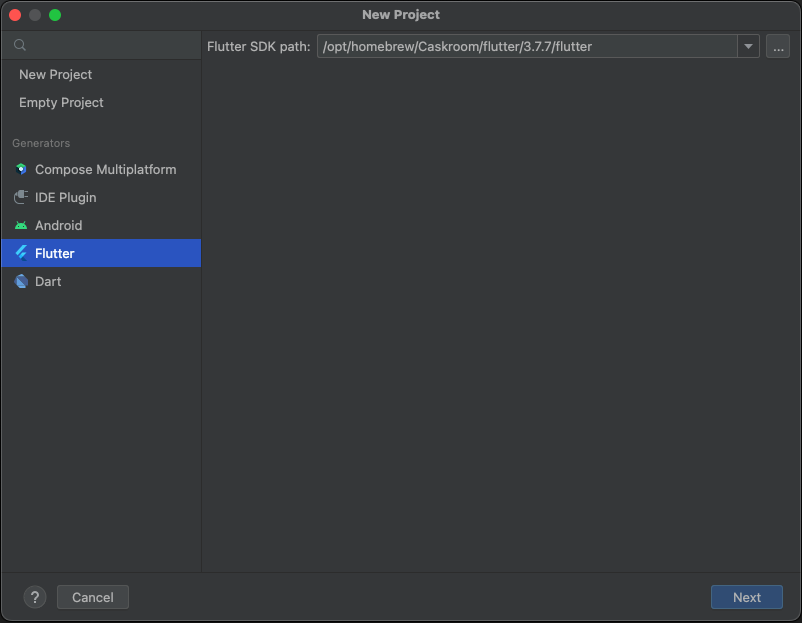 New Project
Flutter SDK path: /opt/homebrew/Caskroom/flutter/3.7.7/flutter ...
New Project
Empty Project
Generators
Compose Multiplatform
IDE Plugin
Android
Flutter
Dart
? Cancel Next